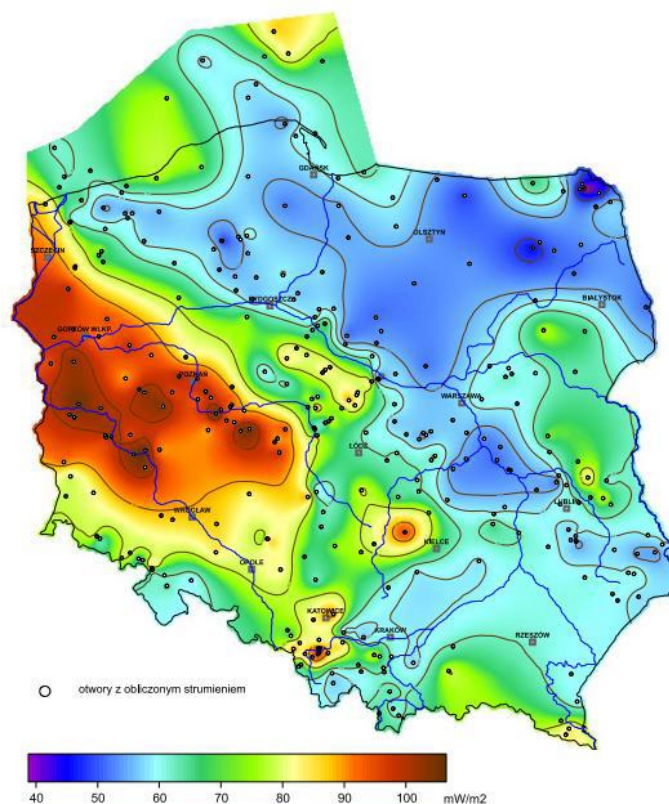 GDAŃSK
OLSZTYN
SZCZECIN
BIAŁYSTOK
BYDGOSZCZ
GORZÓW WLKP.
POZNAŃ
WARSZAWA
ŁÓDŹ
LUBLIN
WROCŁAW
KIELCE
OPOLE
KATOWICE
KRAKÓW
RZESZÓW
otwory z obliczonym strumieniem
40 50 60 70 80 90 100 mW/m2